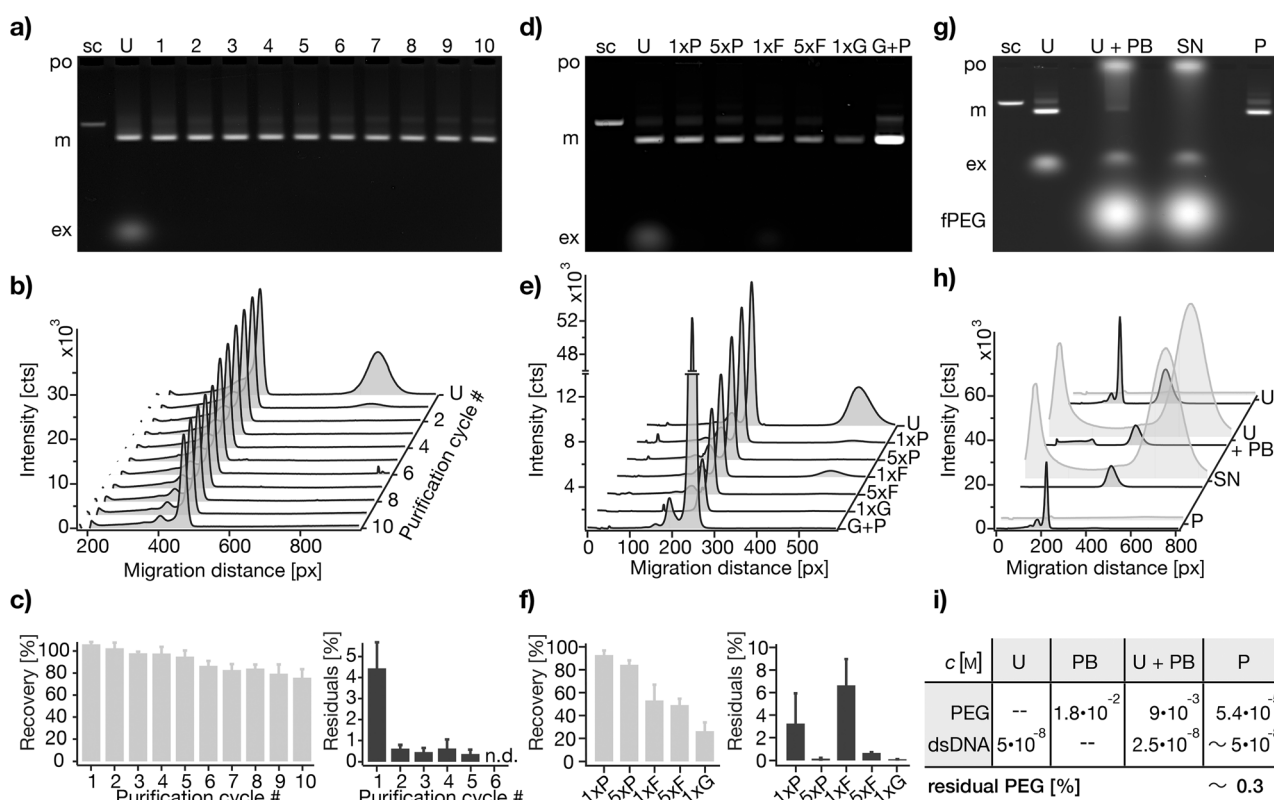 a)
sc U 1 2 3 4 5 6 7 8 9 10
po
m
ex
b)
x10³
Intensity [cts]
30
20
10
0
200 400 600 800
Migration distance [px]
U
2
4
6
8
10
Purification cycle #
c)
Recovery [%]
100
80
60
40
20
0
1 2 3 4 5 6 7 8 9 10
Purification cycle #
Residuals [%]
5
4
3
2
1
0
n.d.
1 2 3 4 5 6
Purification cycle #
d)
sc U 1xP 5xP 1xF 5xF 1xG G+P
po
m
ex
e)
x10³
Intensity [cts]
52
48
12
8
4
0 100 200 300 400 500
Migration distance [px]
U
1xP
5xP
1xF
5xF
1xG
G+P
f)
Recovery [%]
100
80
60
40
20
0
1xP 5xP 1xF 5xF 1xG
Residuals [%]
10
8
6
4
2
0
1xP 5xP 1xF 5xF 1xG
g)
sc U U + PB SN P
po
m
ex
fPEG
h)
x10³
Intensity [cts]
60
40
20
0
0 200 400 600 800
Migration distance [px]
U
U
+ PB
SN
P
i)
c [M] U PB U + PB P
PEG -- 1.8•10⁻² 9•10⁻³ 5.4•10
dsDNA 5•10⁻⁸ -- 2.5•10⁻⁸ ~ 5•10
residual PEG [%] ~ 0.3